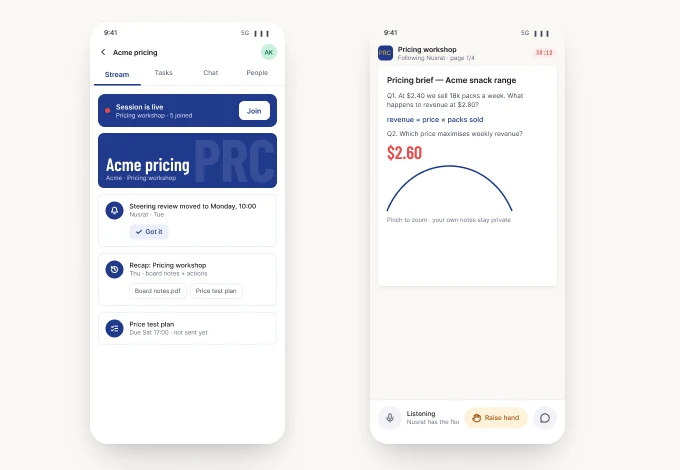 9:41
5G
Acme pricing
AK
Stream
Tasks
Chat
People
Session is live
Pricing workshop · 5 joined
Join
PRC
Acme pricing
Acme · Pricing workshop
Steering review moved to Monday, 10:00
Nusrat · Tue
Got it
Recap: Pricing workshop
Thu · board notes + actions
Board notes.pdf
Price test plan
Price test plan
Due Sat 17:00 · not sent yet
9:41
5G
PRC
Pricing workshop
Following Nusrat · page 1/4
38:12
Pricing brief — Acme snack range
Q1. At $2.40 we sell 18k packs a week. What
happens to revenue at $2.80?
revenue = price × packs sold
Q2. Which price maximises weekly revenue?
$2.60
Pinch to zoom · your own notes stay private.
Listening
Nusrat has the
Raise hand